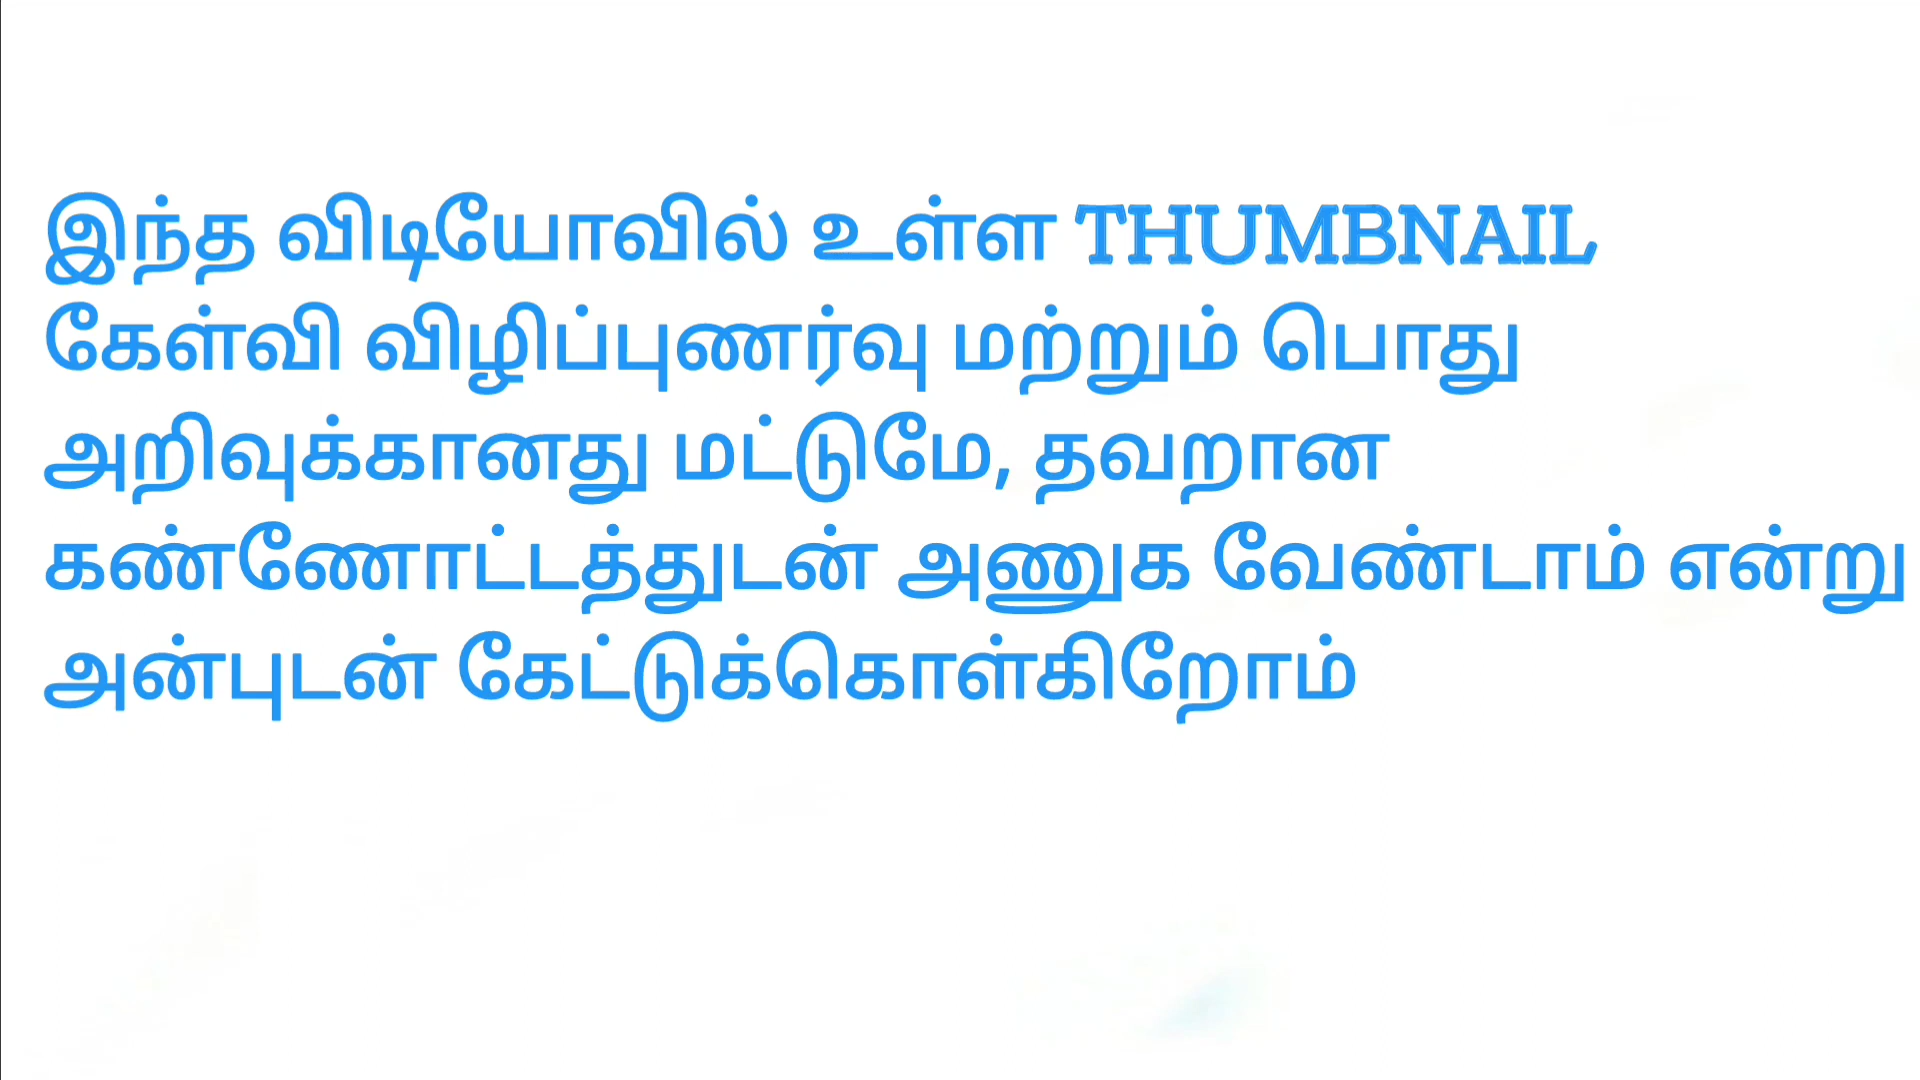 இந்த விடியோவில் உள்ள THUMBNAIL
கேள்வி விழிப்புணர்வு மற்றும் பொது
அறிவுக்கானது மட்டுமே, தவறான
கண்ணோட்டத்துடன் அணுக வேண்டாம் என்று
அன்புடன் கேட்டுக்கொள்கிறோம்